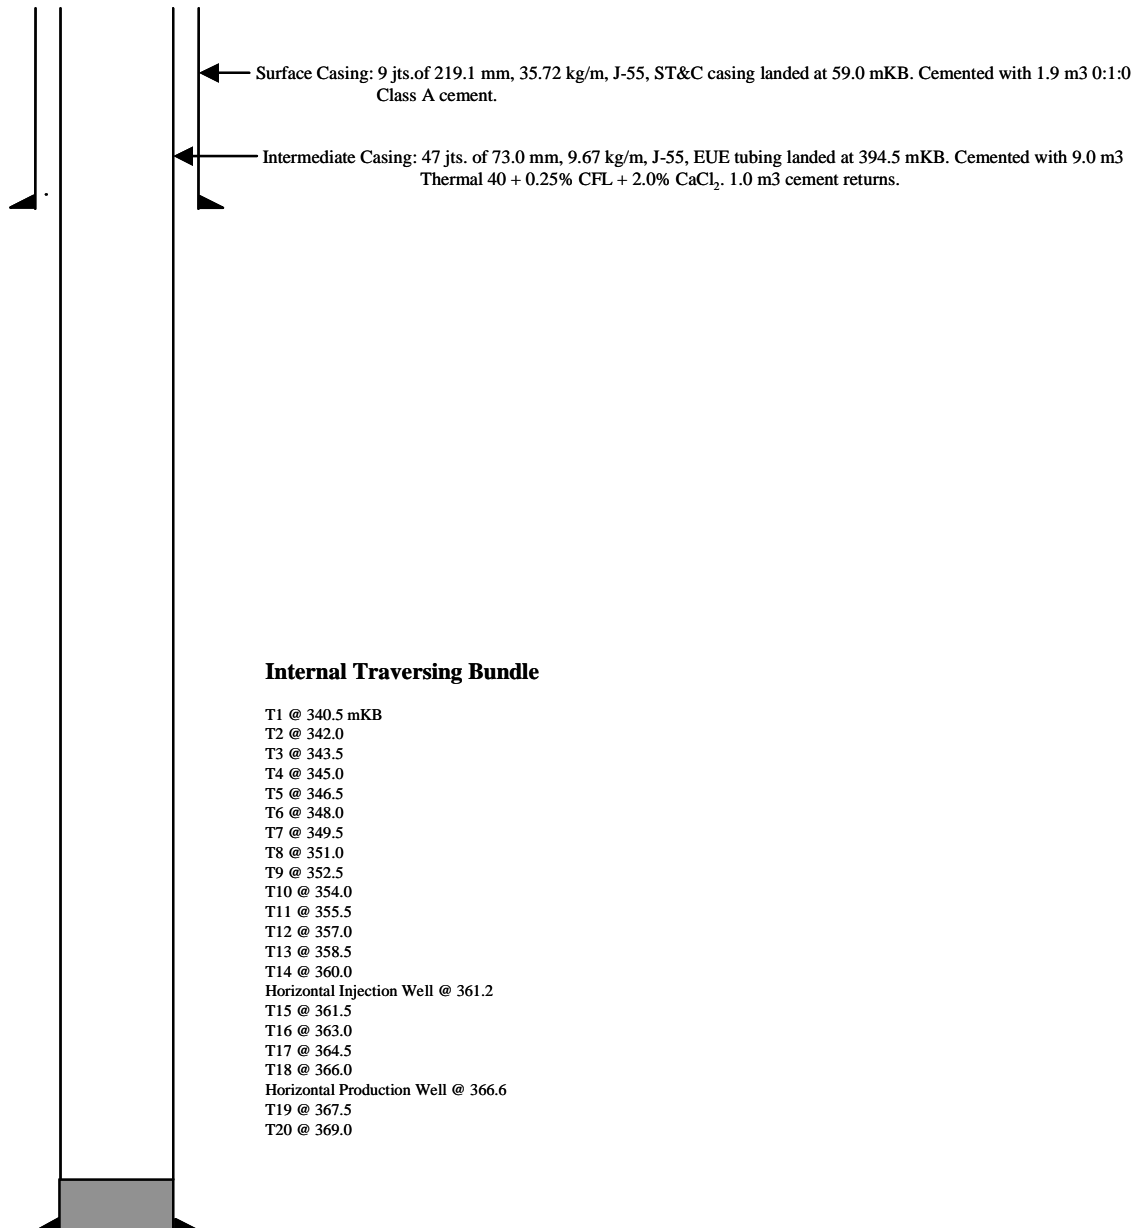 Surface Casing: 9 jts.of 219.1 mm, 35.72 kg/m, J-55, ST&C casing landed at 59.0 mKB. Cemented with 1.9 m3 0:1:0
Class A cement.
Intermediate Casing: 47 jts. of 73.0 mm, 9.67 kg/m, J-55, EUE tubing landed at 394.5 mKB. Cemented with 9.0 m3
Thermal 40 + 0.25% CFL + 2.0% CaCl₂. 1.0 m3 cement returns.
Internal Traversing Bundle
T1 @ 340.5 mKB
T2 @ 342.0
T3 @ 343.5
T4 @ 345.0
T5 @ 346.5
T6 @ 348.0
T7 @ 349.5
T8 @ 351.0
T9 @ 352.5
T10 @ 354.0
T11 @ 355.5
T12 @ 357.0
T13 @ 358.5
T14 @ 360.0
Horizontal Injection Well @ 361.2
T15 @ 361.5
T16 @ 363.0
T17 @ 364.5
T18 @ 366.0
Horizontal Production Well @ 366.6
T19 @ 367.5
T20 @ 369.0